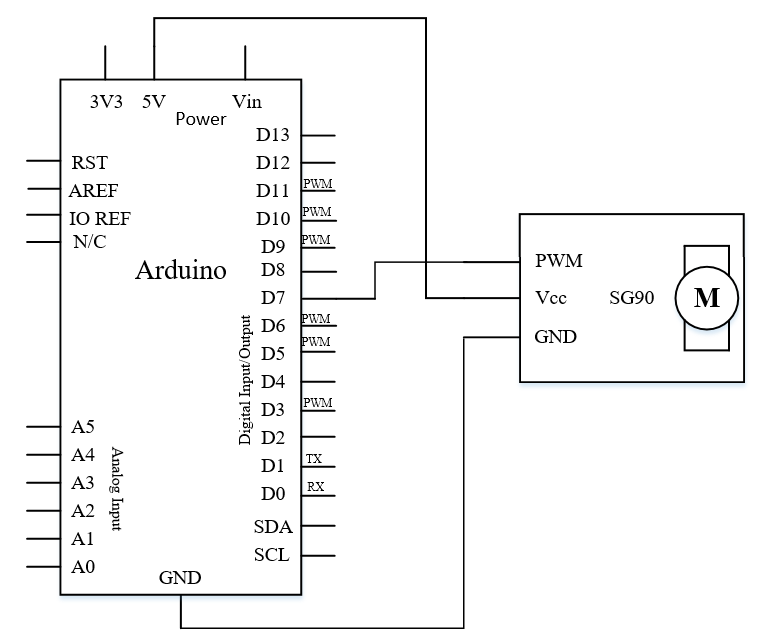 3V3 5V Vin
Power
D13
RST D12
AREF D11 PWM
IO REF D10 PWM
N/C D9 PWM
Arduino D8
D7
D6 PWM
D5 PWM
D4
D3 PWM
D2
D1 TX
D0 RX
SDA
SCL
Digital Input/Output
A5
A4
A3
A2
A1
A0
Analog Input
GND
PWM
Vcc SG90 M
GND